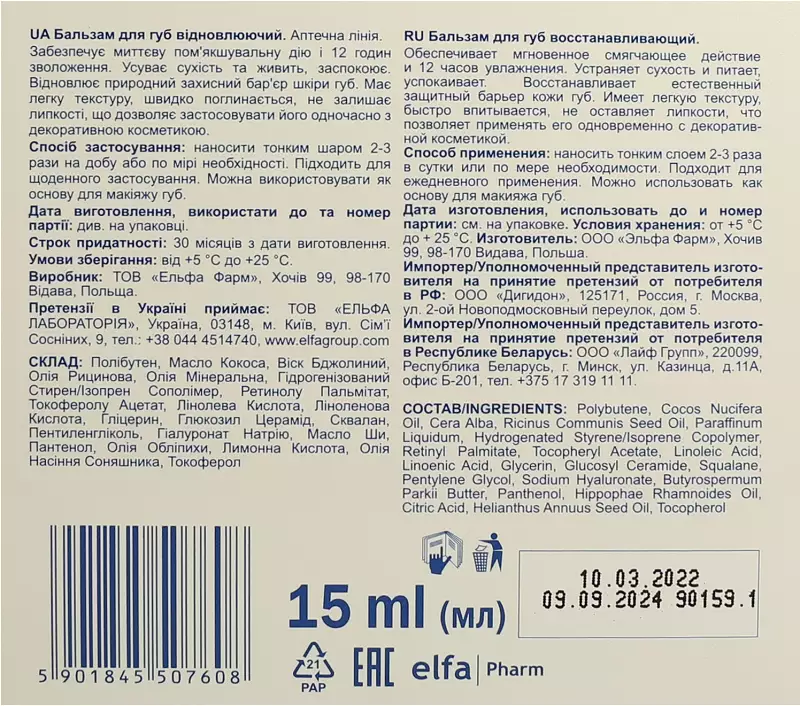 UA Бальзам для губ відновлюючий. Аптечна лінія.
Забезпечує миттєву пом'якшувальну дію і 12 годин
зволоження. Усуває сухість та живить, заспокоює.
Відновлює природний захисний бар'єр шкіри губ. Має
легку текстуру, швидко поглинається, не залишає
липкості, що дозволяє застосовувати його одночасно з
декоративною косметикою.
Спосіб застосування: наносити тонким шаром 2-3
рази на добу або по мірі необхідності. Підходить для
щоденного застосування. Можна використовувати як
основу для макіяжу губ.
Дата виготовлення, використати до та номер
партії: див. на упаковці.
Строк придатності: 30 місяців з дати виготовлення.
Умови зберігання: від +5 °C до +25 °C.
Виробник: ТОВ «Ельфа Фарм», Хочів 99, 98-170
Відава, Польща.
Претензії в Україні приймає: ТОВ «ЕЛЬФА
ЛАБОРАТОРІЯ», Україна, 03148, м. Київ, вул. Сім'ї
Сосніних, 9, тел.: +38 044 4514740, www.elfagroup.com
СКЛАД: Полібутен, Масло Кокоса, Віск Бджолиний,
Олія Рицинова, Олія Мінеральна, Гідрогенізований
Стирен/Ізопрен Сополімер, Ретинолу Пальмітат,
Токоферолу Ацетат, Лінолева Кислота, Ліноленова
Кислота, Гліцерин, Глюкозил Церамід, Сквалан,
Пентиленгліколь, Гіалуронат Натрію, Масло Ши,
Пантенол, Олія Обліпихи, Лимонна Кислота, Олія
Насіння Соняшника, Токоферол
RU Бальзам для губ восстанавливающий.
Обеспечивает мгновенное смягчающее действие
и 12 часов увлажнения. Устраняет сухость и питает,
успокаивает. Восстанавливает естественный
защитный барьер кожи губ. Имеет легкую текстуру,
быстро впитывается, не оставляет липкости, что
позволяет применять его одновременно с декоратив-
ной косметикой.
Способ применения: наносить тонким слоем 2-3 раза
в сутки или по мере необходимости. Подходит для
ежедневного применения. Можно использовать как
основу для макияжа губ.
Дата изготовления, использовать до и номер
партии: см. на упаковке. Условия хранения: от +5 °C
до + 25 °C. Изготовитель: ООО «Эльфа Фарм», Хочив
99, 98-170 Видава, Польша.
Импортер/Уполномоченный представитель изгото-
вителя на принятие претензий от потребителя
в РФ: ООО «Дигидон», 125171, Россия, г. Москва,
ул. 2-ой Новоподмосковный переулок, дом 5.
Импортер/Уполномоченный представитель изгото-
вителя на принятие претензий от потребителя
в Республике Беларусь: ООО «Лайф Групп», 220099,
Республика Беларусь, г. Минск, ул. Казинца, д.11А,
офис Б-201, тел. +375 17 319 11 11.
СОСТАВ/INGREDIENTS: Polybutene, Cocos Nucifera
Oil, Cera Alba, Ricinus Communis Seed Oil, Paraffinum
Liquidum, Hydrogenated Styrene/Isoprene Copolymer,
Retinyl Palmitate, Tocopheryl Acetate, Linoleic Acid,
Linoenic Acid, Glycerin, Glucosyl Ceramide, Squalane,
Pentylene Glycol, Sodium Hyaluronate, Butyrospermum
Parkii Butter, Panthenol, Hippophae Rhamnoides Oil,
Citric Acid, Helianthus Annuus Seed Oil, Tocopherol
5 901845 507608
15 ml (мл)
10.03.2022
09.09.2024 90159.1
21
PAP
EAC
elfa | Pharm